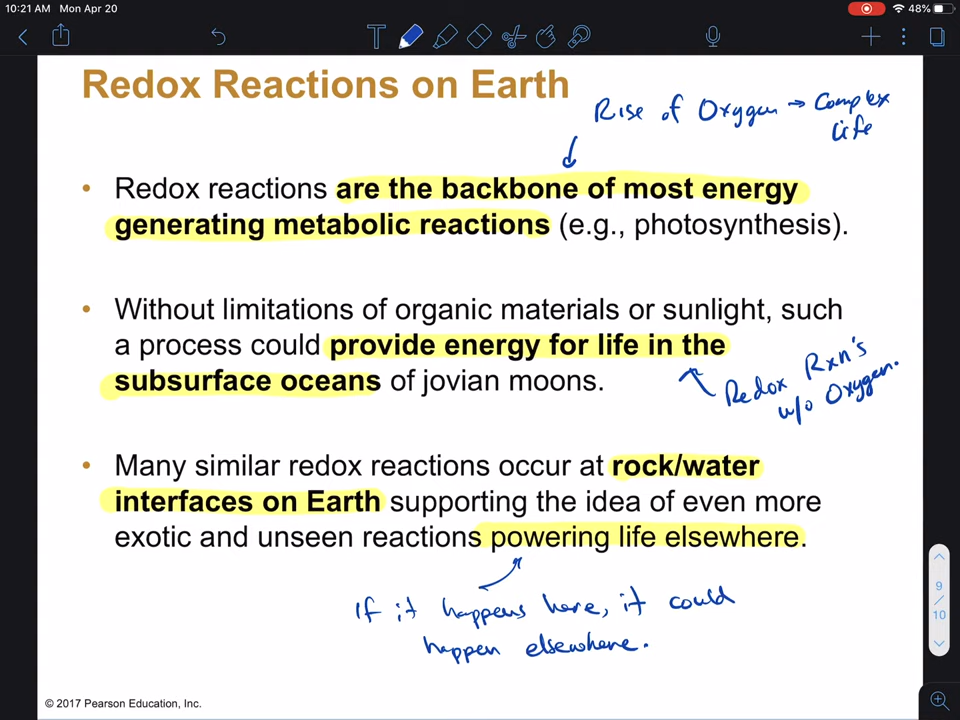 10:21 AM Mon Apr 20
48%
Redox Reactions on Earth
Rise of Oxygen → Complex
Life
• Redox reactions are the backbone of most energy
generating metabolic reactions (e.g., photosynthesis).
• Without limitations of organic materials or sunlight, such
a process could provide energy for life in the
subsurface oceans of jovian moons.
Redox Rxn's
w/o Oxygen.
• Many similar redox reactions occur at rock/water
interfaces on Earth supporting the idea of even more
exotic and unseen reactions powering life elsewhere.
If it happens here, it could
happen elsewhere.
9
/
10
© 2017 Pearson Education, Inc.